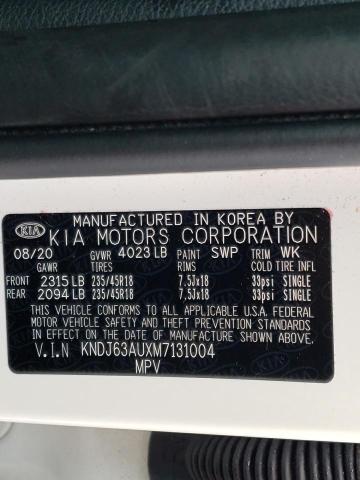 MANUFACTURED IN KOREA BY
KIA KIA MOTORS CORPORATION
08/20 GVWR 4023 LB PAINT SWP TRIM WK
GAWR TIRES RIMS COLD TIRE INFL
FRONT 2315 LB 235/45R18 7.5JX18 33psi SINGLE
REAR 2094 LB 235/45R18 7.5JX18 33psi SINGLE
THIS VEHICLE CONFORMS TO ALL APPLICABLE U.S.A. FEDERAL
MOTOR VEHICLE SAFETY, BUMPER, AND THEFT PREVENTION STANDARDS
IN EFFECT ON THE DATE OF MANUFACTURE SHOWN ABOVE.
V.I.N KNDJ63AUXM7131004
MPV